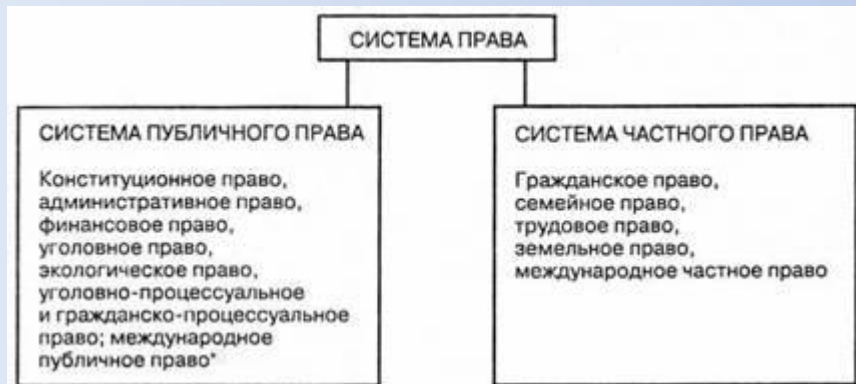 СИСТЕМА ПРАВА
СИСТЕМА ПУБЛИЧНОГО ПРАВА
Конституционное право,
административное право,
финансовое право,
уголовное право,
экологическое право,
уголовно-процессуальное
и гражданско-процессуальное
право; международное
публичное право*
СИСТЕМА ЧАСТНОГО ПРАВА
Гражданское право,
семейное право,
трудовое право,
земельное право,
международное частное право